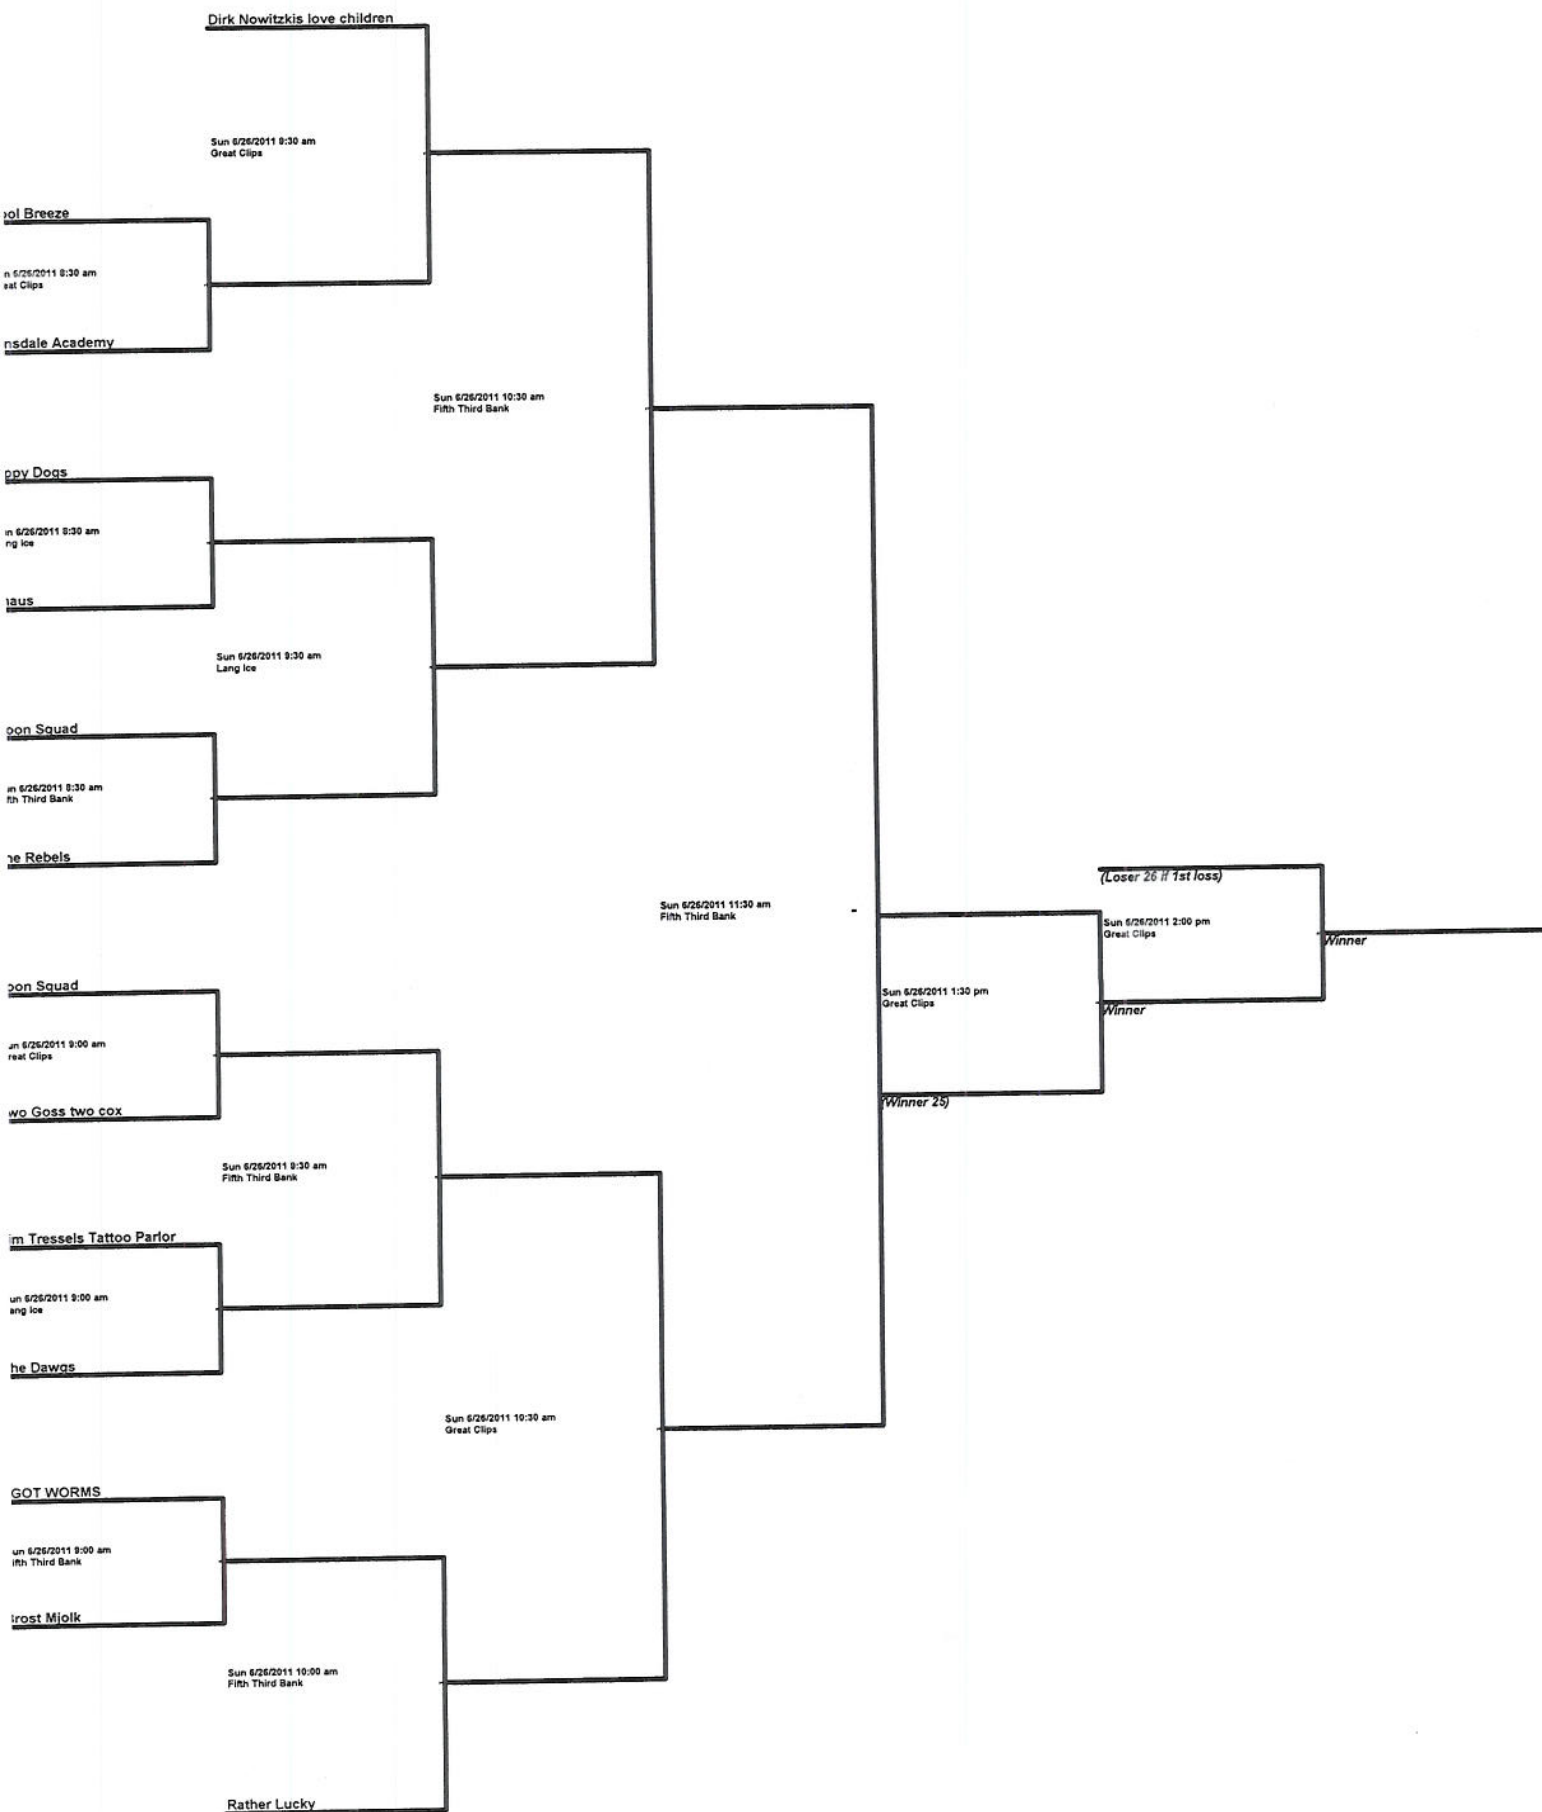 Dirk Nowitzkis love children
Sun 6/26/2011 9:30 am
Great Clips
ool Breeze
n 6/26/2011 8:30 am
eat Clips
nsdale Academy
Sun 6/26/2011 10:30 am
Fifth Third Bank
ppy Dogs
n 6/26/2011 8:30 am
ng Ice
haus
Sun 6/26/2011 9:30 am
Lang Ice
oon Squad
un 6/26/2011 8:30 am
fth Third Bank
he Rebels
(Loser 26 if 1st loss)
Sun 6/26/2011 11:30 am
Fifth Third Bank
Sun 6/26/2011 2:00 pm
Great Clips
Winner
oon Squad
Sun 6/26/2011 1:30 pm
Great Clips
Winner
un 6/26/2011 9:00 am
reat Clips
(Winner 25)
wo Goss two cox
Sun 6/26/2011 9:30 am
Fifth Third Bank
im Tressels Tattoo Parlor
un 6/26/2011 9:00 am
ang Ice
he Dawgs
Sun 6/26/2011 10:30 am
Great Clips
GOT WORMS
un 6/26/2011 9:00 am
ifth Third Bank
rost Mjolk
Sun 6/26/2011 10:00 am
Fifth Third Bank
Rather Lucky